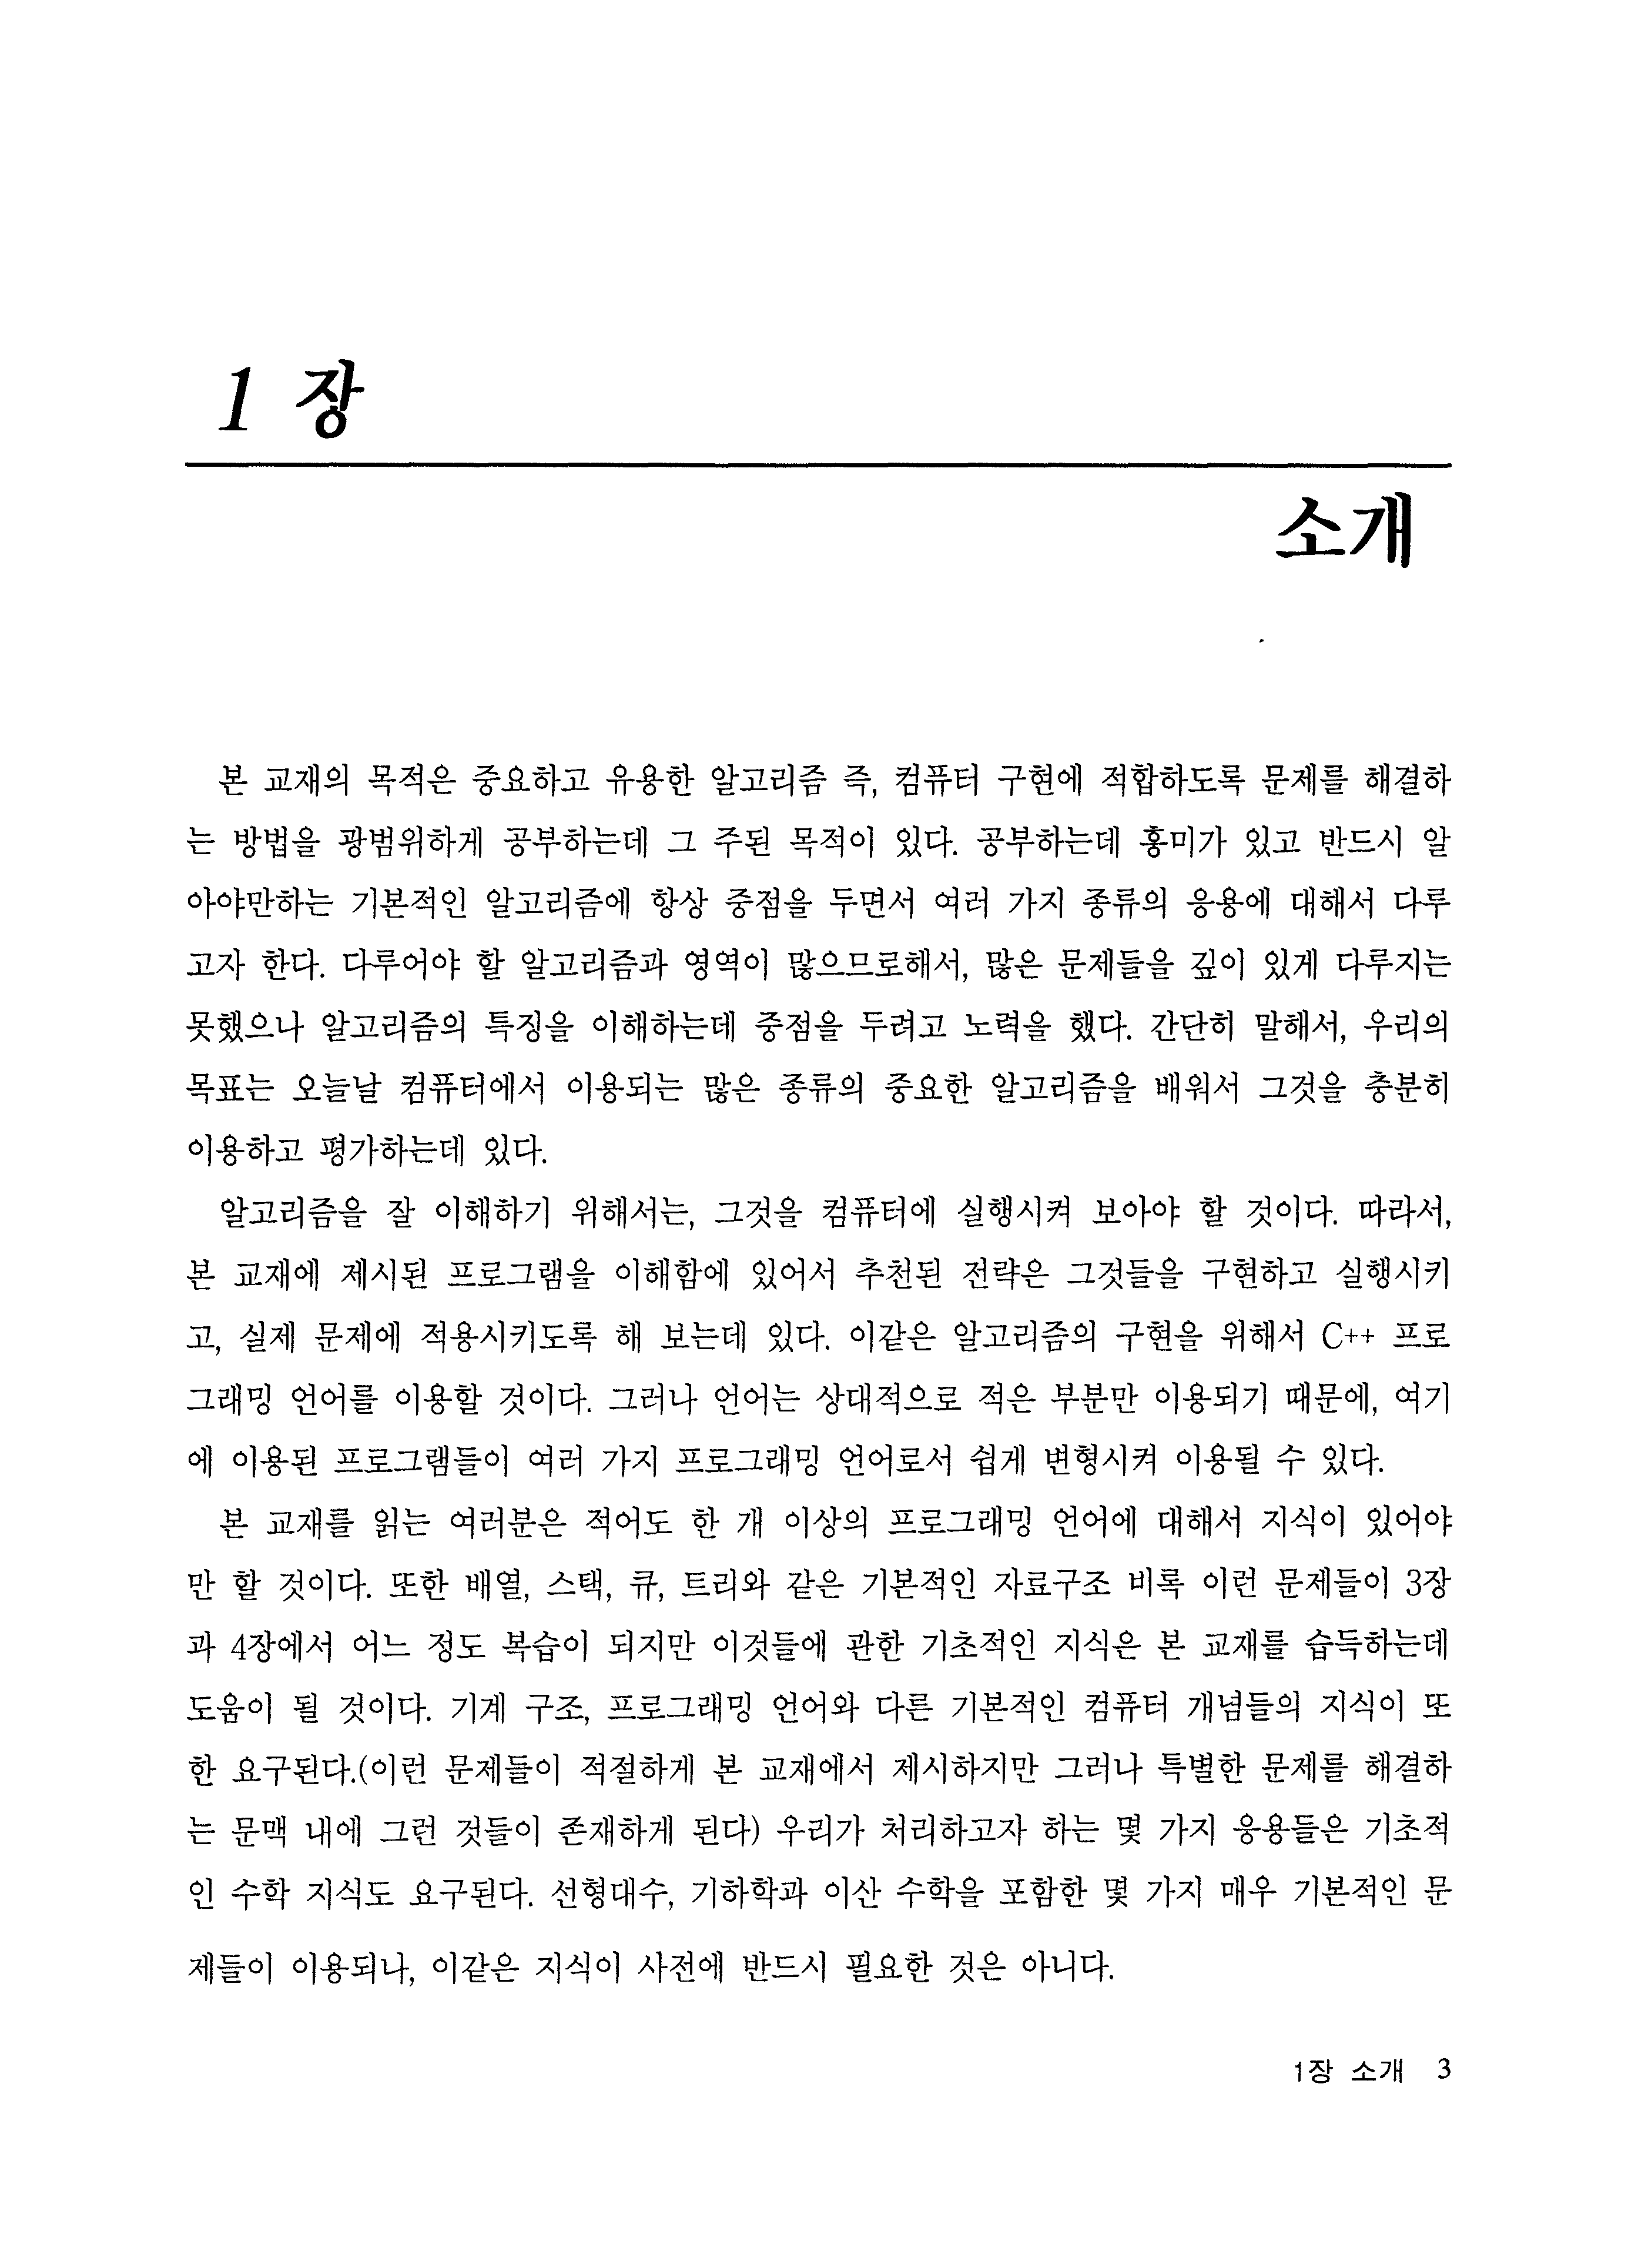 1 장
소개
본 교재의 목적은 중요하고 유용한 알고리즘 즉, 컴퓨터 구현에 적합하도록 문제를 해결하
는 방법을 광범위하게 공부하는데 그 주된 목적이 있다. 공부하는데 흥미가 있고 반드시 알
아야만하는 기본적인 알고리즘에 항상 중점을 두면서 여러 가지 종류의 응용에 대해서 다루
고자 한다. 다루어야 할 알고리즘과 영역이 많으므로해서, 많은 문제들을 깊이 있게 다루지는
못했으나 알고리즘의 특징을 이해하는데 중점을 두려고 노력을 했다. 간단히 말해서, 우리의
목표는 오늘날 컴퓨터에서 이용되는 많은 종류의 중요한 알고리즘을 배워서 그것을 충분히
이용하고 평가하는데 있다.
알고리즘을 잘 이해하기 위해서는, 그것을 컴퓨터에 실행시켜 보아야 할 것이다. 따라서,
본 교재에 제시된 프로그램을 이해함에 있어서 추천된 전략은 그것들을 구현하고 실행시키
고, 실제 문제에 적용시키도록 해 보는데 있다. 이같은 알고리즘의 구현을 위해서 C++ 프로
그래밍 언어를 이용할 것이다. 그러나 언어는 상대적으로 적은 부분만 이용되기 때문에, 여기
에 이용된 프로그램들이 여러 가지 프로그래밍 언어로서 쉽게 변형시켜 이용될 수 있다.
본 교재를 읽는 여러분은 적어도 한 개 이상의 프로그래밍 언어에 대해서 지식이 있어야
만 할 것이다. 또한 배열, 스택, 큐, 트리와 같은 기본적인 자료구조 비록 이런 문제들이 3장
과 4장에서 어느 정도 복습이 되지만 이것들에 관한 기초적인 지식은 본 교재를 습득하는데
도움이 될 것이다. 기계 구조, 프로그래밍 언어와 다른 기본적인 컴퓨터 개념들의 지식이 또
한 요구된다.(이런 문제들이 적절하게 본 교재에서 제시하지만 그러나 특별한 문제를 해결하
는 문맥 내에 그런 것들이 존재하게 된다) 우리가 처리하고자 하는 몇 가지 응용들은 기초적
인 수학 지식도 요구된다. 선형대수, 기하학과 이산 수학을 포함한 몇 가지 매우 기본적인 문
제들이 이용되나, 이같은 지식이 사전에 반드시 필요한 것은 아니다.
1장 소개 3